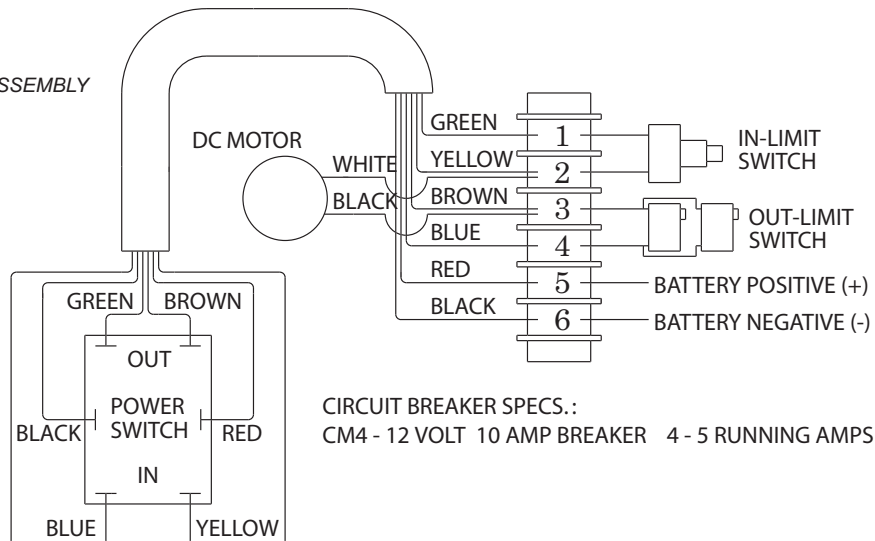 SSEMBLY
DC MOTOR
GREEN
WHITE
YELLOW
BLACK
BROWN
BLUE
RED
BLACK
1
2
3
4
5
6
IN-LIMIT
SWITCH
OUT-LIMIT
SWITCH
BATTERY POSITIVE (+)
BATTERY NEGATIVE (-)
GREEN BROWN
OUT
POWER
SWITCH
BLACK
RED
IN
BLUE
YELLOW
CIRCUIT BREAKER SPECS.:
CM4 - 12 VOLT 10 AMP BREAKER 4 - 5 RUNNING AMPS